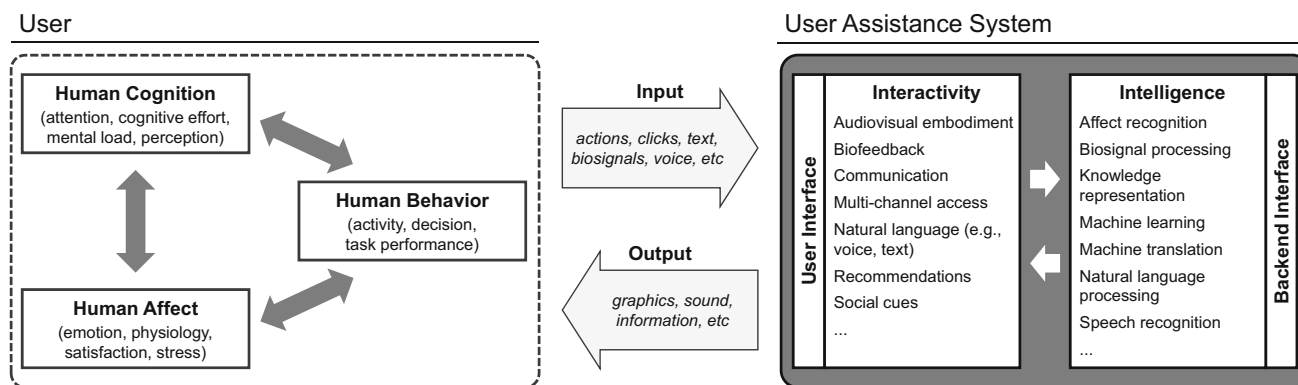 User
Human Cognition
(attention, cognitive effort,
mental load, perception)
Human Behavior
(activity, decision,
task performance)
Human Affect
(emotion, physiology,
satisfaction, stress)
Input
actions, clicks, text,
biosignals, voice, etc
Output
graphics, sound,
information, etc
User Assistance System
User Interface
Interactivity
Audiovisual embodiment
Biofeedback
Communication
Multi-channel access
Natural language (e.g.,
voice, text)
Recommendations
Social cues
...
Intelligence
Affect recognition
Biosignal processing
Knowledge
representation
Machine learning
Machine translation
Natural language
processing
Speech recognition
...
Backend Interface